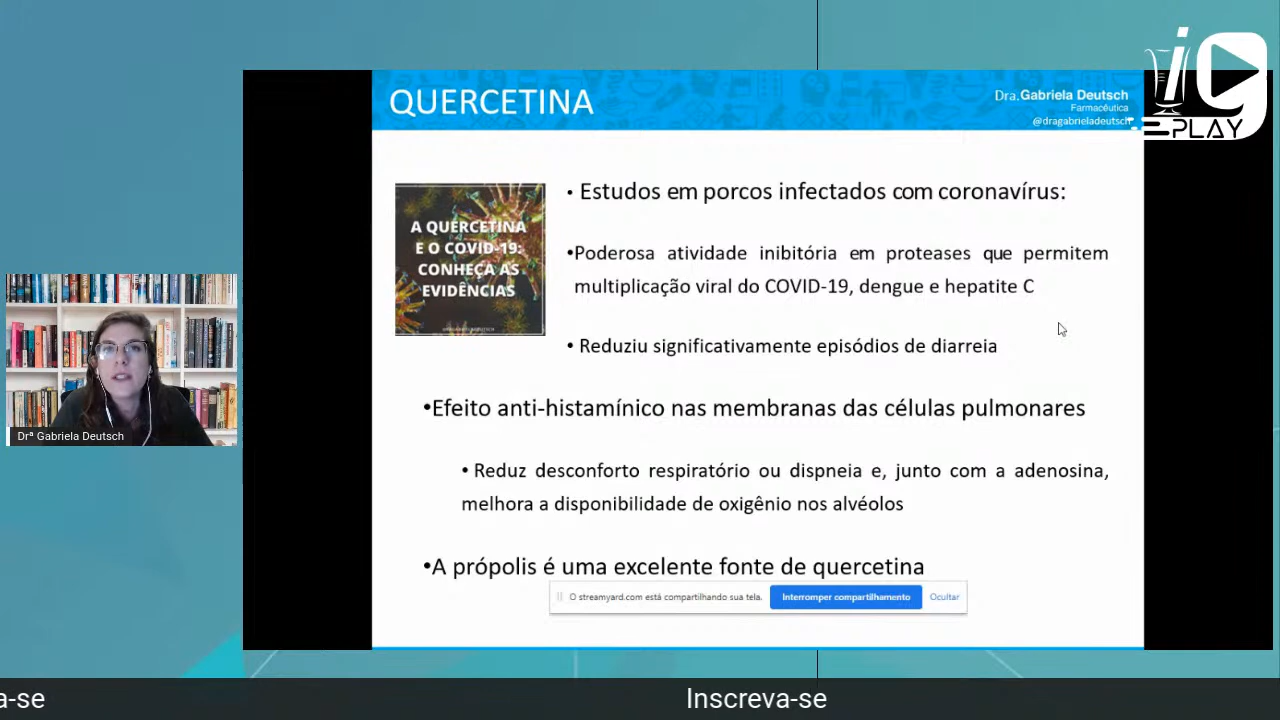 QUERCETINA
Dra.Gabriela Deutsch
Farmacêutica
@dragabrieladeutsch
iC
PLAY
A QUERCETINA
E O COVID-19:
CONHEÇA AS
EVIDÊNCIAS
• Estudos em porcos infectados com coronavírus:
•Poderosa atividade inibitória em proteases que permitem
multiplicação viral do COVID-19, dengue e hepatite C
• Reduziu significativamente episódios de diarreia
•Efeito anti-histamínico nas membranas das células pulmonares
• Reduz desconforto respiratório ou dispneia e, junto com a adenosina,
melhora a disponibilidade de oxigênio nos alvéolos
•A própolis é uma excelente fonte de quercetina
O streamyard.com está compartilhando sua tela. Interromper compartilhamento Ocultar
Drª Gabriela Deutsch
a-se Inscreva-se